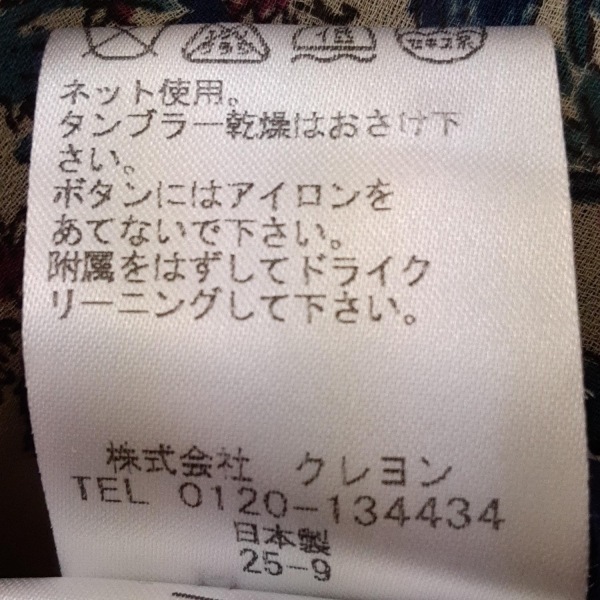 低
ネット使用。
タンブラー乾燥はおさけ下
さい。
ボタンにはアイロンを
あてないで下さい。
附属をはずしてドライク
リーニングして下さい。
株式会社 クレヨン
TEL 0120-134434
日本製
25-9